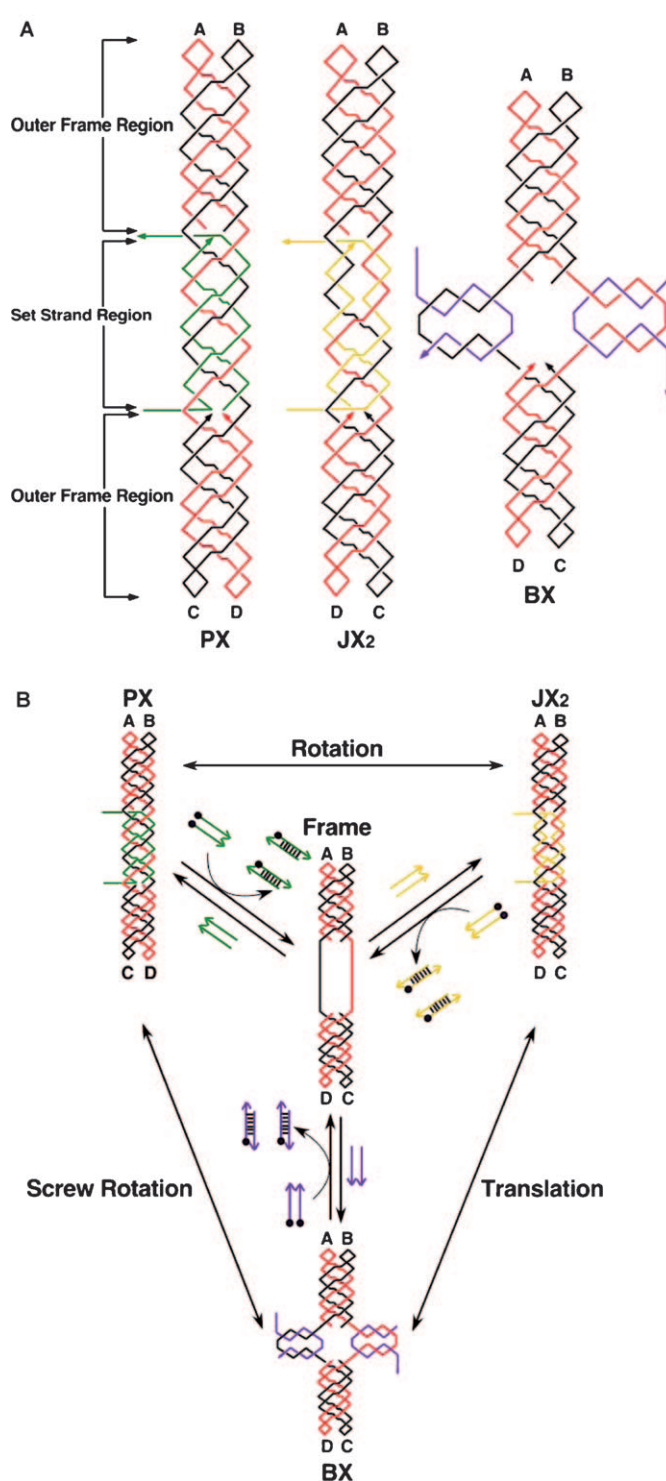 A
A B
A B
A B
Outer Frame Region
Set Strand Region
Outer Frame Region
C D
D C
D C
PX
JX2
BX
B
PX
JX2
A B
A B
Rotation
Frame
A B
C D
D C
D C
Screw Rotation
Translation
A B
D C
BX